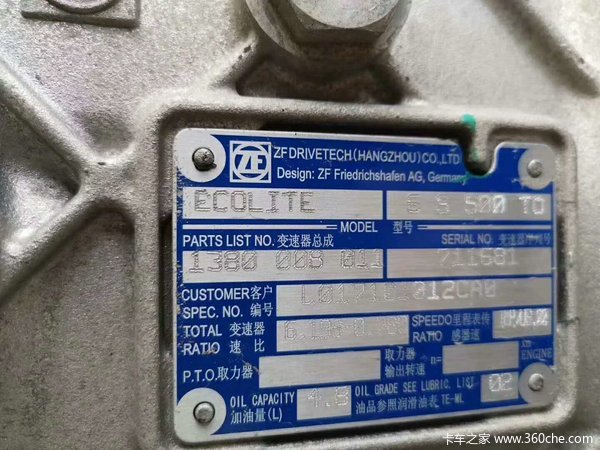 ZF
ZF DRIVETECH (HANGZHOU) CO., LTD
Design: ZF Friedrichshafen AG, Germany
ECOLITE 6 S 500 TO
MODEL 型号
PARTS LIST NO. 变速器总成 SERIAL NO. 变速器
1380 008 011 711681
CUSTOMER 客户
SPEC. NO. 编号
TOTAL 变速器 SPEEDO 里程表传
RATIO 速比 RATIO 感器速
P.T.O. 取力器 取力器 n= XID
输出转速 ENGINE
OIL CAPACITY 4.8 OIL GRADE SEE LUBRIC. LIST 02
加油量(L) 油品参照润滑油表 TE-ML
卡车之家 www.360che.com